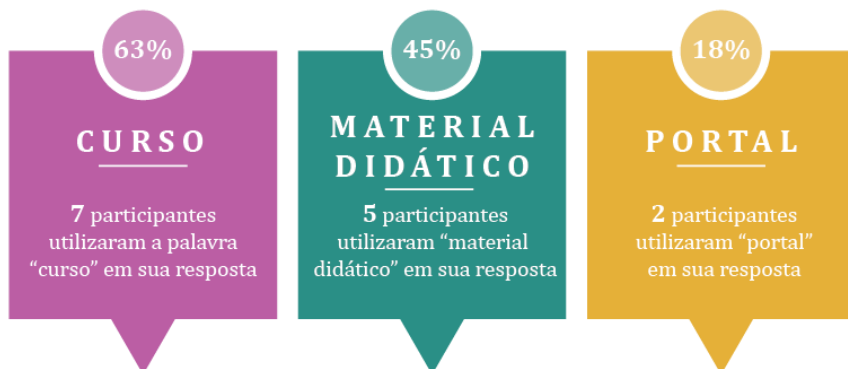 63%
CURSO
7 participantes
utilizaram a palavra
“curso” em sua resposta
45%
MATERIAL
DIDÁTICO
5 participantes
utilizaram “material
didático” em sua resposta
18%
PORTAL
2 participantes
utilizaram “portal”
em sua resposta